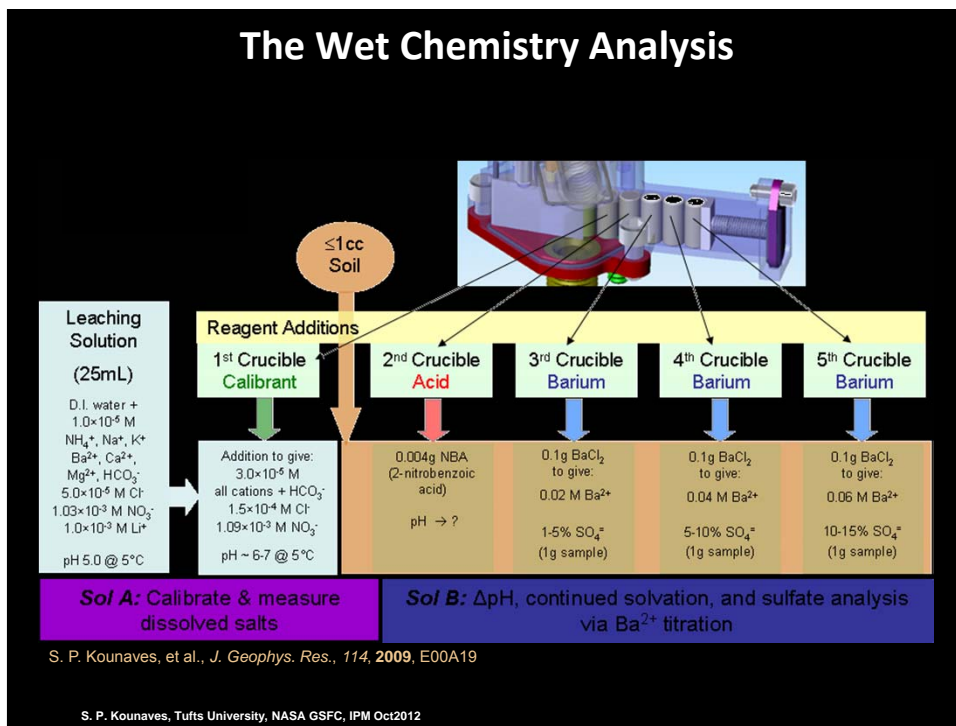 The Wet Chemistry Analysis
≤1cc
Soil
Leaching
Solution
(25mL)
D.I. water +
1.0×10⁻⁵ M
NH₄⁺, Na⁺, K⁺
Ba²⁺, Ca²⁺,
Mg²⁺, HCO₃⁻
5.0×10⁻⁵ M Cl⁻
1.03×10⁻³ M NO₃⁻
1.0×10⁻³ M Li⁺
pH 5.0 @ 5°C
Reagent Additions
1st Crucible
Calibrant
2nd Crucible
Acid
3rd Crucible
Barium
4th Crucible
Barium
5th Crucible
Barium
Addition to give:
3.0×10⁻⁵ M
all cations + HCO₃⁻
1.5×10⁻⁴ M Cl⁻
1.09×10⁻³ M NO₃⁻
pH ~ 6-7 @ 5°C
0.004g NBA
(2-nitrobenzoic
acid)
pH → ?
0.1g BaCl₂
to give:
0.02 M Ba²⁺
1-5% SO₄⁼
(1g sample)
0.1g BaCl₂
to give:
0.04 M Ba²⁺
5-10% SO₄⁼
(1g sample)
0.1g BaCl₂
to give:
0.06 M Ba²⁺
10-15% SO₄⁼
(1g sample)
Sol A: Calibrate & measure
dissolved salts
Sol B: ΔpH, continued solvation, and sulfate analysis
via Ba²⁺ titration
S. P. Kounaves, et al., J. Geophys. Res., 114, 2009, E00A19
S. P. Kounaves, Tufts University, NASA GSFC, IPM Oct2012